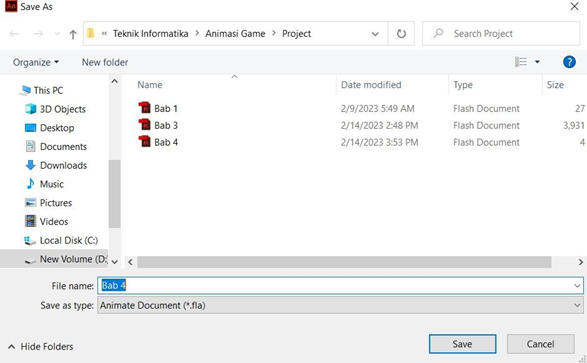 Save As
« Teknik Informatika › Animasi Game › Project
Search Project
Organize
New folder
This PC
3D Objects
Desktop
Documents
Downloads
Music
Pictures
Videos
Local Disk (C:)
New Volume (D:
Name Date modified Type Size
Bab 1 2/9/2023 5:49 AM Flash Document 27
Bab 3 2/14/2023 2:48 PM Flash Document 3,931
Bab 4 2/14/2023 3:53 PM Flash Document 4
File name: Bab 4
Save as type: Animate Document (*.fla)
Hide Folders
Save
Cancel